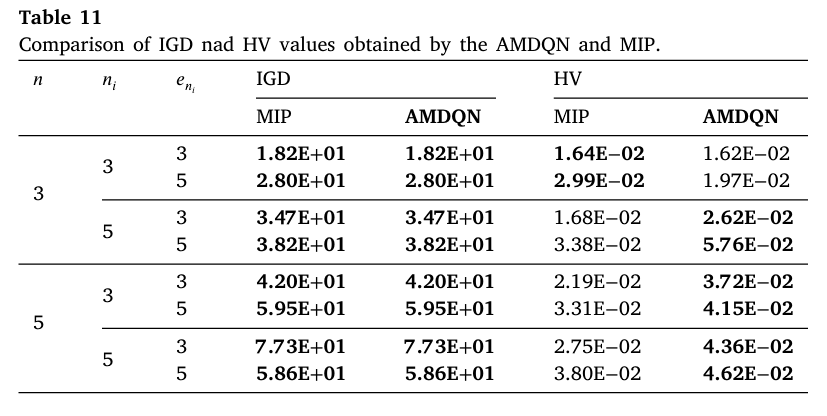 Table 11
Comparison of IGD nad HV values obtained by the AMDQN and MIP.
n n_i e_{n_i} IGD HV
MIP AMDQN MIP AMDQN
3 3 3 1.82E+01 1.82E+01 1.64E−02 1.62E−02
5 2.80E+01 2.80E+01 2.99E−02 1.97E−02
5 3 3.47E+01 3.47E+01 1.68E−02 2.62E−02
5 3.82E+01 3.82E+01 3.38E−02 5.76E−02
5 3 3 4.20E+01 4.20E+01 2.19E−02 3.72E−02
5 5.95E+01 5.95E+01 3.31E−02 4.15E−02
5 3 7.73E+01 7.73E+01 2.75E−02 4.36E−02
5 5.86E+01 5.86E+01 3.80E−02 4.62E−02